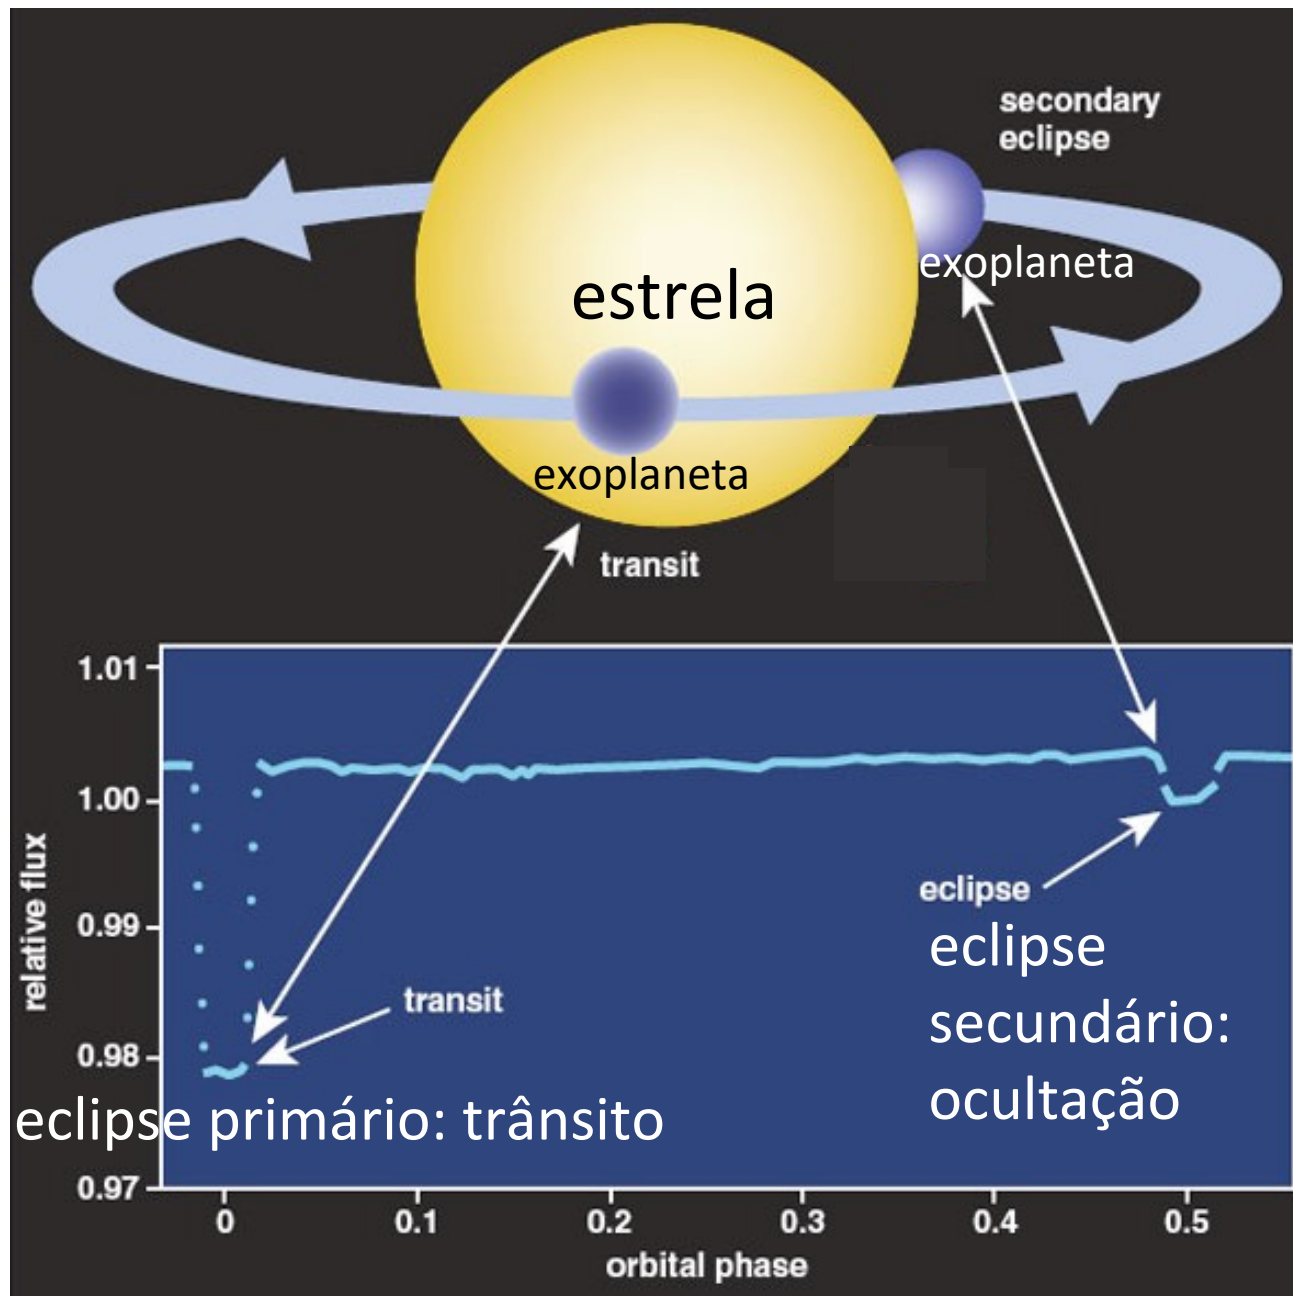 secondary
eclipse
exoplaneta
estrela
exoplaneta
transit
1.01
1.00
0.99
0.98
0.97
relative flux
eclipse
eclipse
secundário:
ocultação
transit
eclipse primário: trânsito
0 0.1 0.2 0.3 0.4 0.5
orbital phase